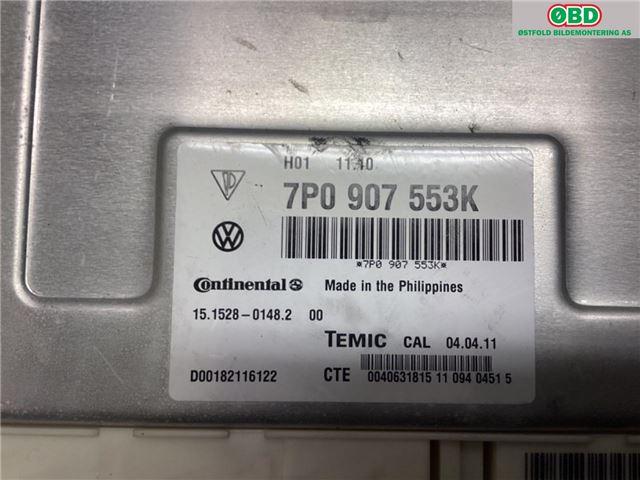 ØBD
ØSTFOLD BILDEMONTERING AS
H01 11.40
7P0 907 553K
*7P0 907 553K*
Continental Made in the Philippines
15.1528-0148.2 00
TEMIC CAL 04.04.11
D00182116122 CTE 0040631815 11 094 0451 5